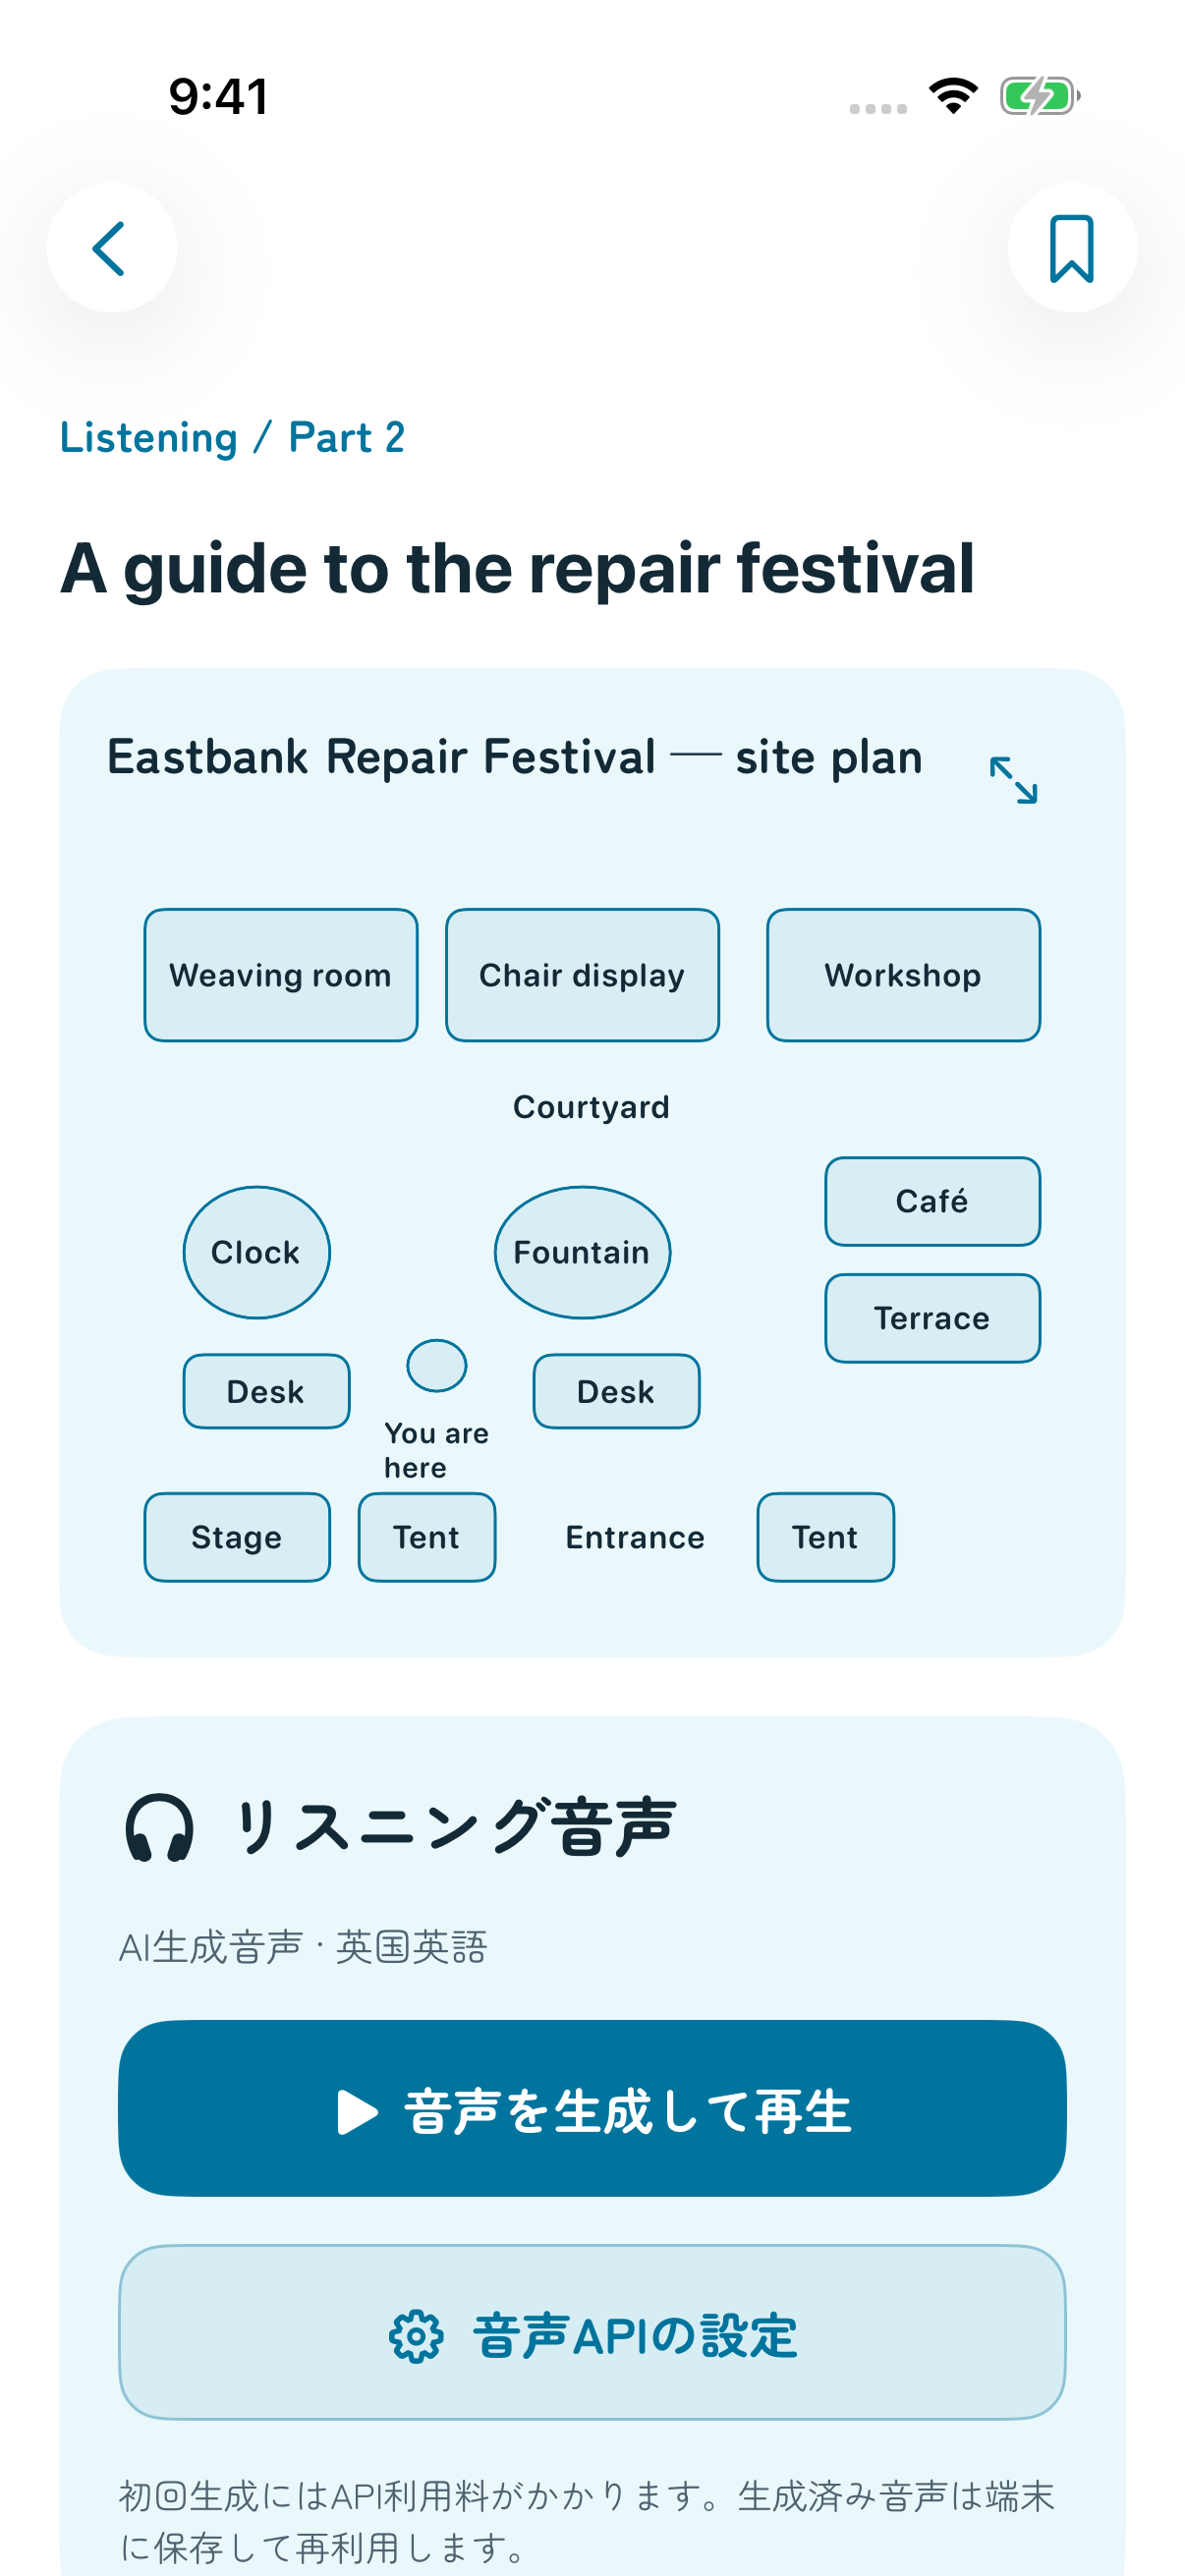 9:41
Listening / Part 2
A guide to the repair festival
Eastbank Repair Festival — site plan
Weaving room
Chair display
Workshop
Courtyard
Café
Clock
Fountain
Terrace
Desk
Desk
You are
here
Stage
Tent
Entrance
Tent
リスニング音声
AI生成音声 · 英国英語
音声を生成して再生
音声APIの設定
初回生成にはAPI利用料がかかります。生成済み音声は端末
に保存して再利用します。